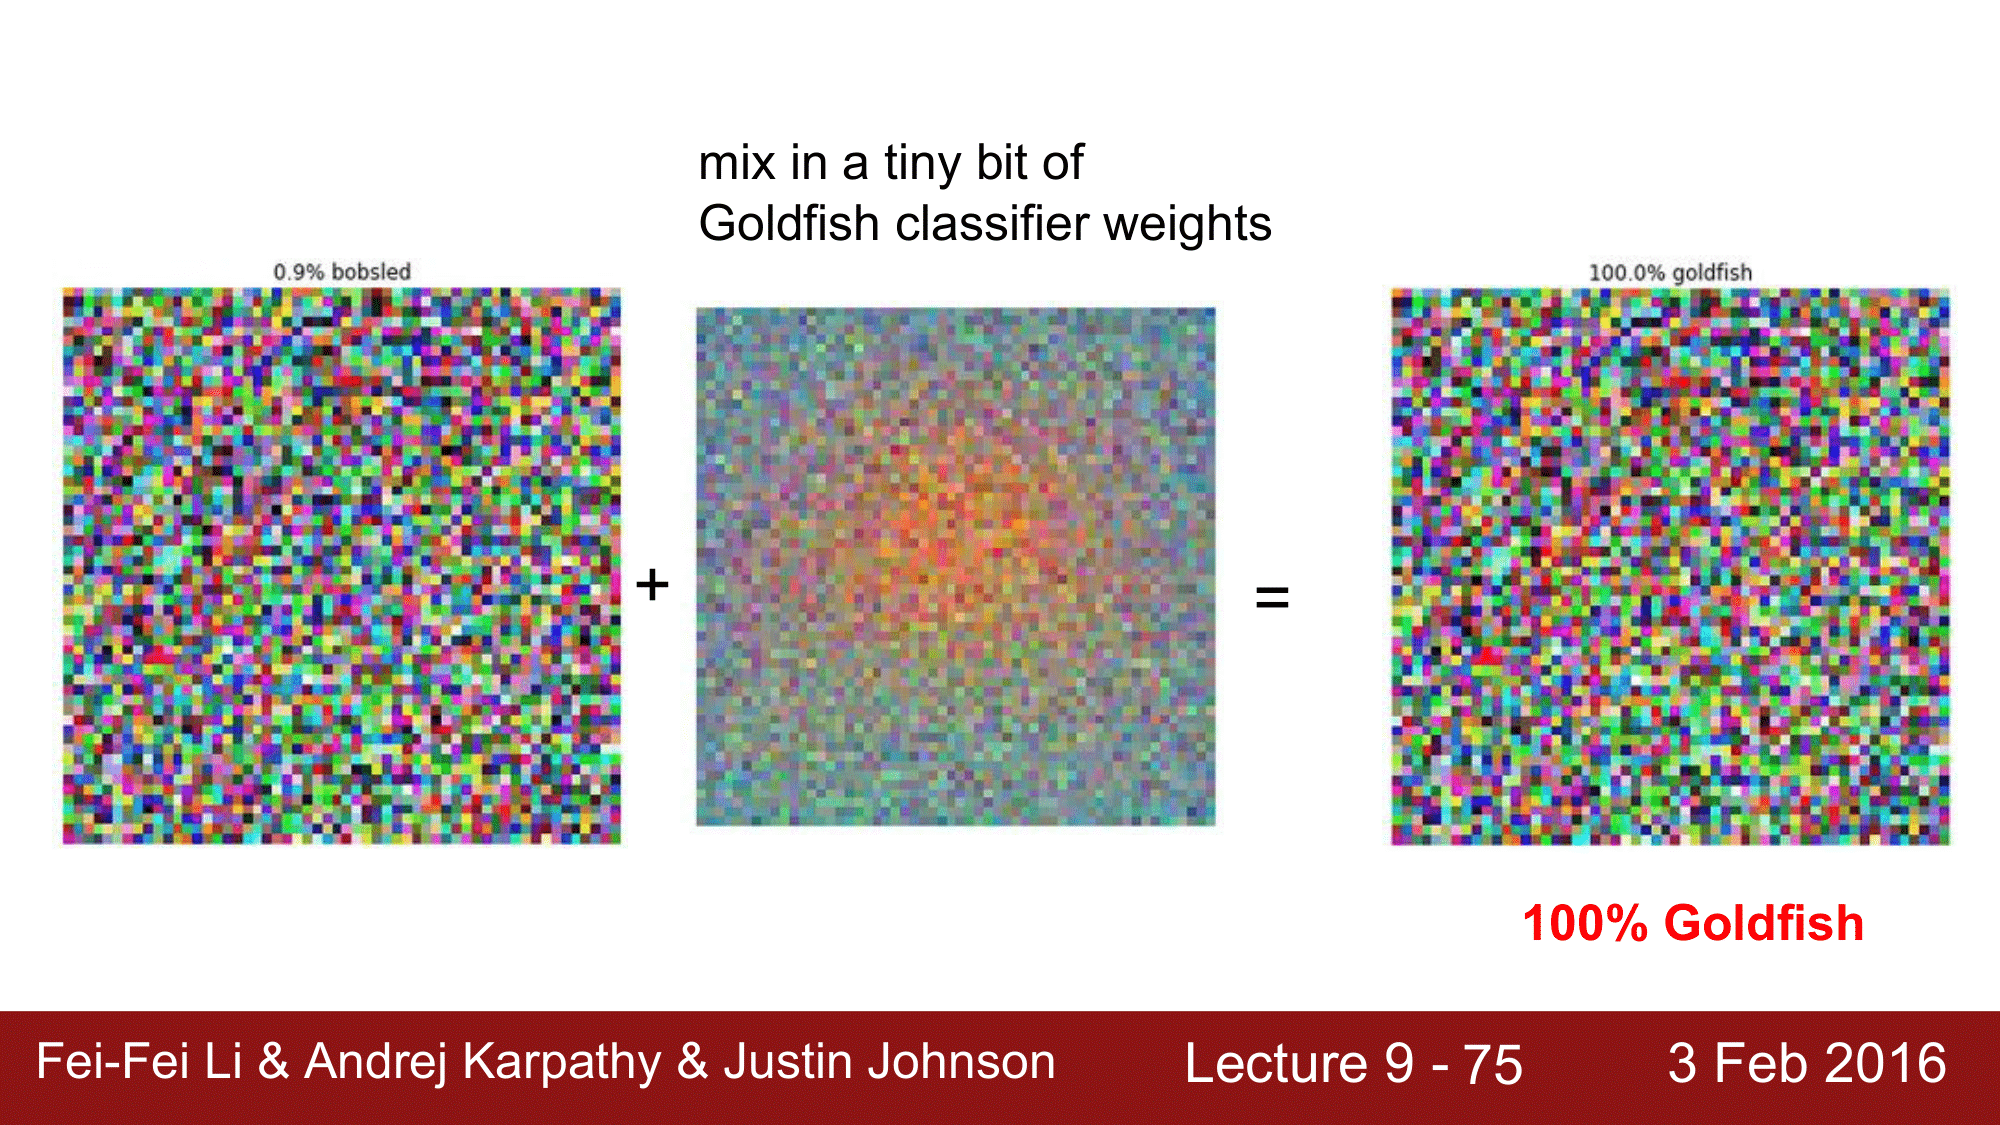 mix in a tiny bit of
Goldfish classifier weights
0.9% bobsled
100.0% goldfish
+
=
100% Goldfish
Fei-Fei Li & Andrej Karpathy & Justin Johnson
Lecture 9 - 75
3 Feb 2016